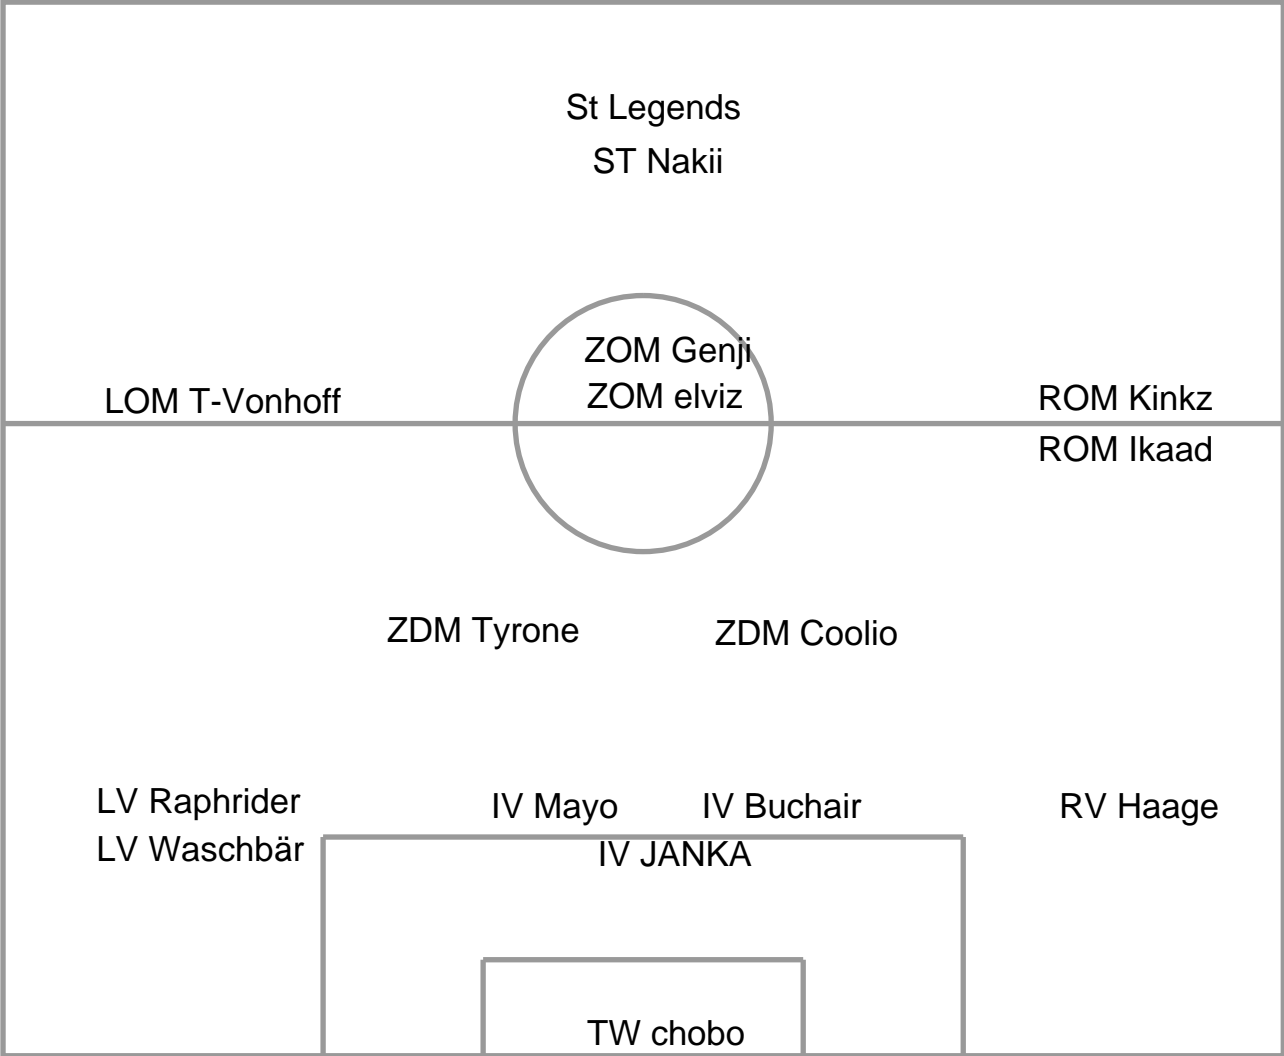 St Legends
ST Nakii
ZOM Genji
ZOM elviz
LOM T-Vonhoff
ROM Kinkz
ROM Ikaad
ZDM Tyrone
ZDM Coolio
LV Raphrider
LV Waschbär
IV Mayo
IV Buchair
IV JANKA
RV Haage
TW chobo